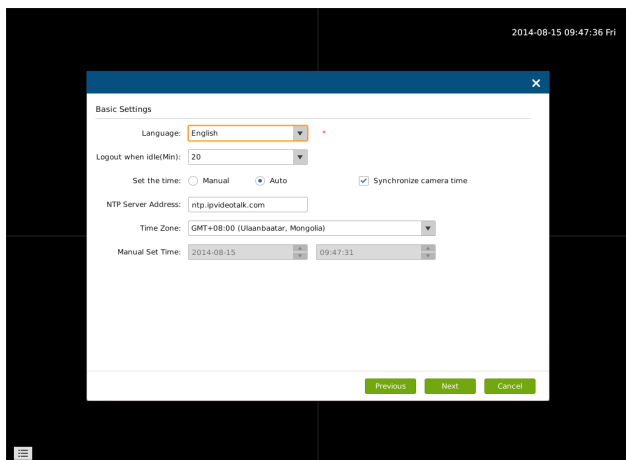 2014-08-15 09:47:36 Fri
Basic Settings
Language: English *
Logout when idle(Min): 20
Set the time: Manual Auto Synchronize camera time
NTP Server Address: ntp.ipvideotalk.com
Time Zone: GMT+08:00 (Ulaanbaatar, Mongolia)
Manual Set Time: 2014-08-15 09:47:31
Previous Next Cancel